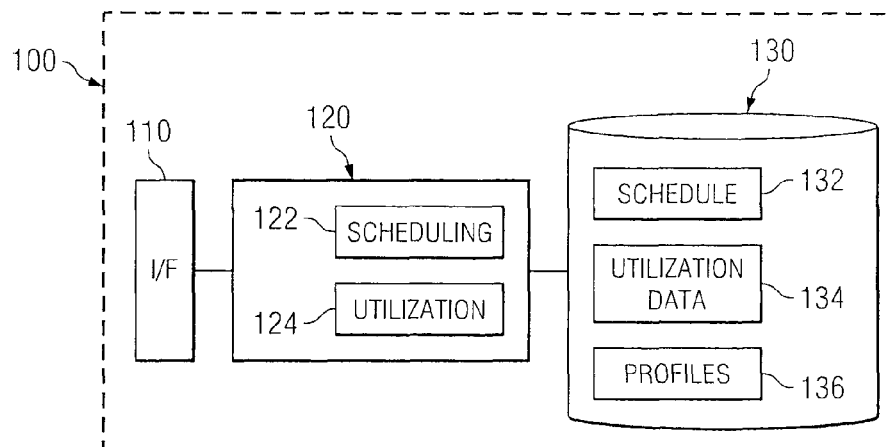 100
110
I/F
120
122
SCHEDULING
124
UTILIZATION
130
SCHEDULE
132
UTILIZATION
DATA
134
PROFILES
136